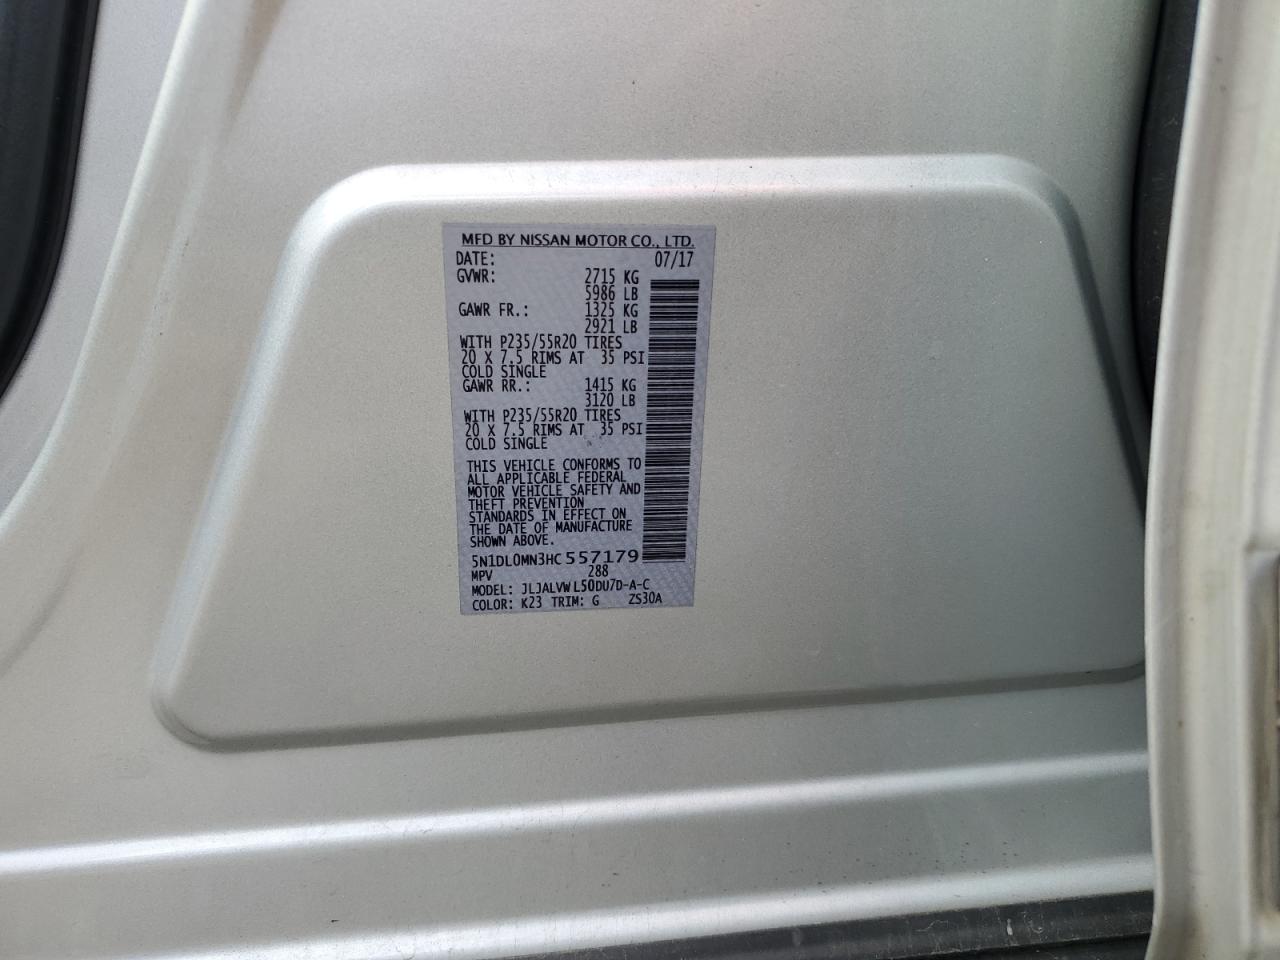 MFD BY NISSAN MOTOR CO., LTD.
DATE: 07/17
GVWR: 2715 KG
5986 LB
GAWR FR.: 1325 KG
2921 LB
WITH P235/55R20 TIRES
20 X 7.5 RIMS AT 35 PSI
COLD SINGLE
GAWR RR.: 1415 KG
3120 LB
WITH P235/55R20 TIRES
20 X 7.5 RIMS AT 35 PSI
COLD SINGLE
THIS VEHICLE CONFORMS TO
ALL APPLICABLE FEDERAL
MOTOR VEHICLE SAFETY AND
THEFT PREVENTION
STANDARDS IN EFFECT ON
THE DATE OF MANUFACTURE
SHOWN ABOVE.
5N1DL0MN3HC 557179
MPV 288
MODEL: JLJALVW L50DU7D-A-C
COLOR: K23 TRIM: G ZS30A